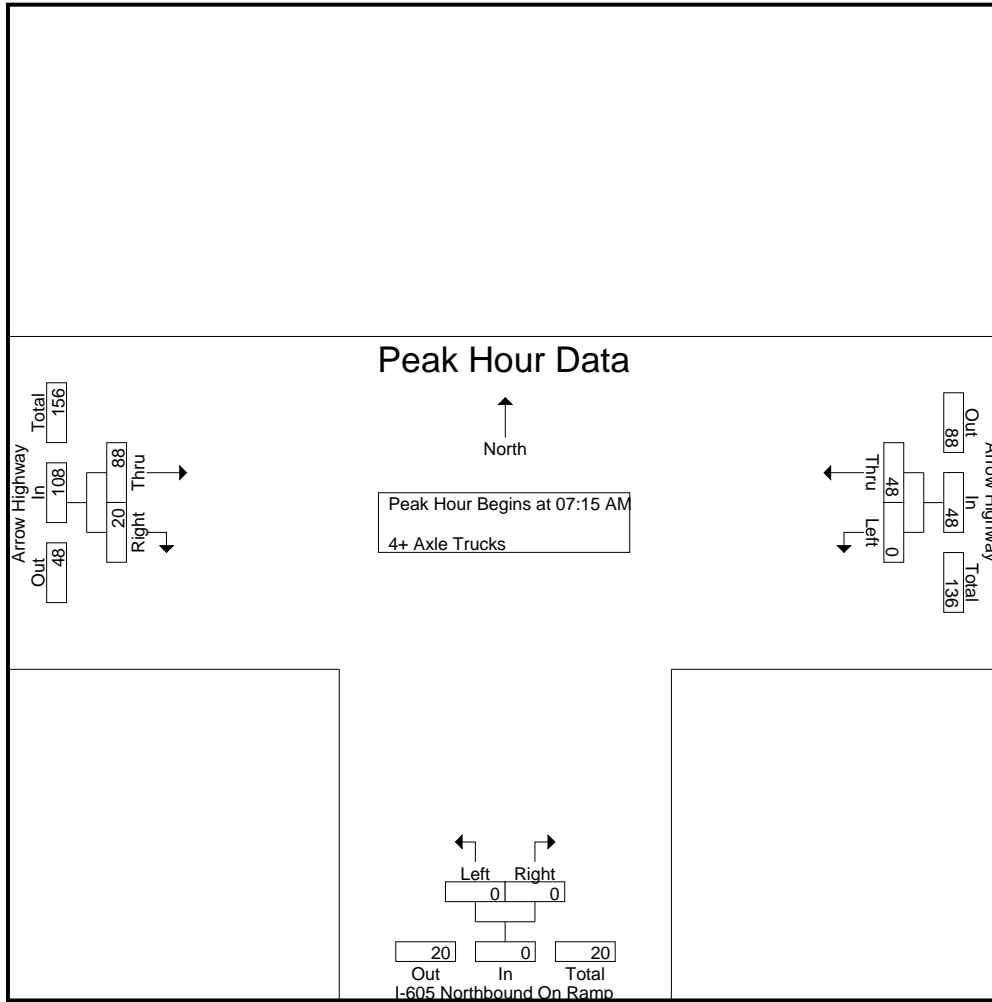 Peak Hour Data
North
Peak Hour Begins at 07:15 AM
4+ Axle Trucks
Arrow Highway
Out
In
Total
48
108
156
Right
Thru
20
88
Arrow Highway
Out
In
Total
88
48
136
Thru
Left
48
0
Left
Right
0
0
20
0
20
Out
In
Total
I-605 Northbound On Ramp